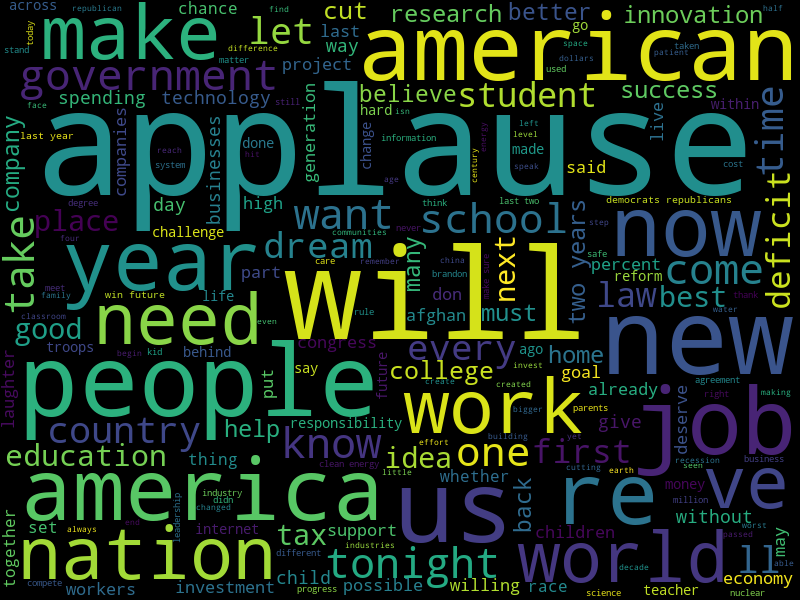 across republican chance cut research better go innovation find half
today make let last way american
stand difference matter project space patient taken
government dollars used
spending technology believe student success
face still hard isn within
company last year applause live time
companies businesses done generation change information left level made said century energy
reach system hit speak cost
degree day high age think last two democrats republicans
place want school now deficit
take challenge many never step
four communities safe
year dream next two years percent come
meet care remember china reform
family win future part will brandon make sure thank
good need life don afghan must law best new
classroom even rule water
troops behind congress every ago home
laughter begin kid say future invest goal agreement
people put college create created already making
country help responsibility work bigger parents deserve right job
education thing know effort building yet give
idea one first whether cutting recession business
clean energy little earth seen
america industry us re money ve
together set didn changed back million without
leadership always internet tax support children worst may
nation end different industries tonight passed world ll able
compete workers investment child progress possible willing race decade science teacher nuclear economy